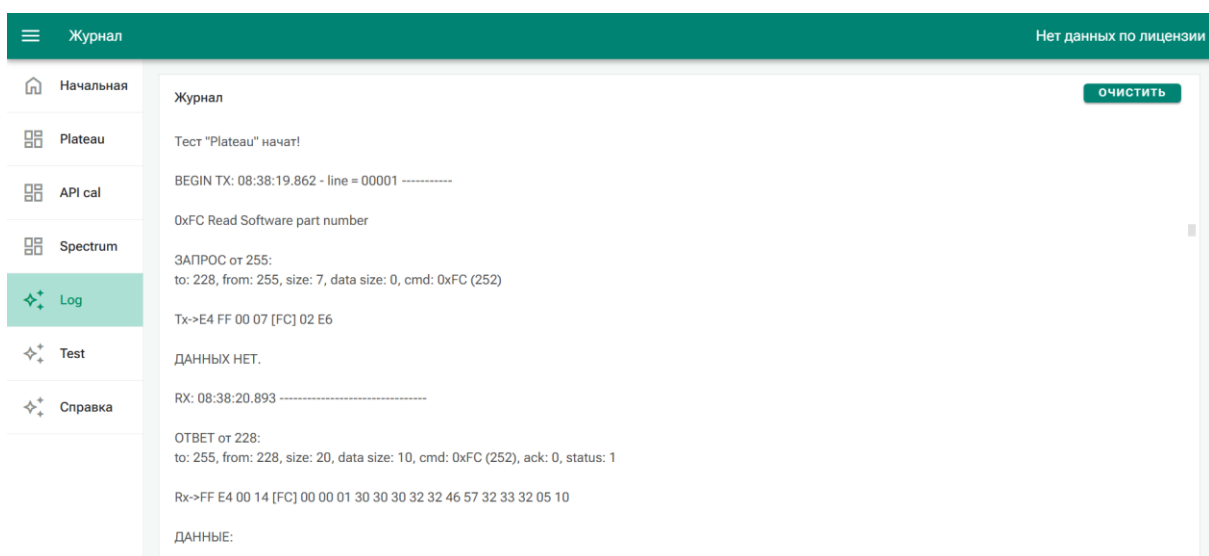 Журнал
Нет данных по лицензии
Начальная
Plateau
API cal
Spectrum
Log
Test
Справка
Журнал
ОЧИСТИТЬ
Тест "Plateau" начат!
BEGIN TX: 08:38:19.862 - line = 00001 -----------
0xFC Read Software part number
ЗАПРОС от 255:
to: 228, from: 255, size: 7, data size: 0, cmd: 0xFC (252)
Tx->E4 FF 00 07 [FC] 02 E6
ДАННЫХ НЕТ.
RX: 08:38:20.893 --------------------------------
ОТВЕТ от 228:
to: 255, from: 228, size: 20, data size: 10, cmd: 0xFC (252), ack: 0, status: 1
Rx->FF E4 00 14 [FC] 00 00 01 30 30 30 32 32 46 57 32 33 32 05 10
ДАННЫЕ: